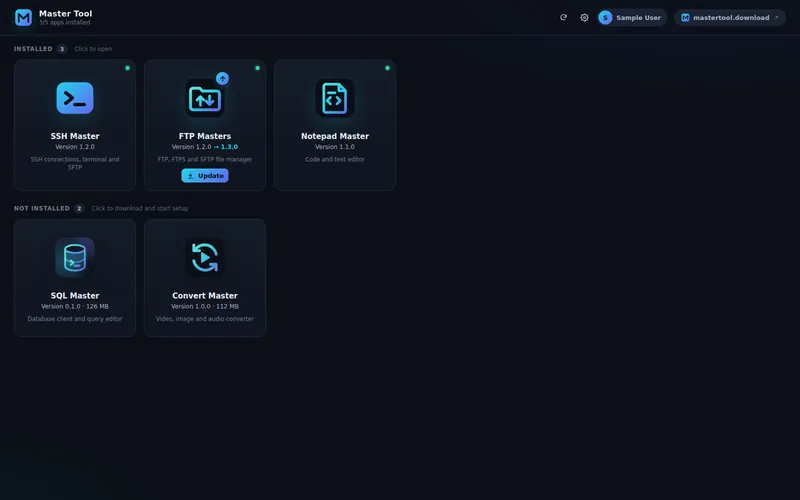 Master Tool
3/5 apps installed
S Sample User
mastertool.download ↗
INSTALLED 3 Click to open
SSH Master
Version 1.2.0
SSH connections, terminal and
SFTP
FTP Masters
Version 1.2.0 → 1.3.0
FTP, FTPS and SFTP file manager
Update
Notepad Master
Version 1.1.0
Code and text editor
NOT INSTALLED 2 Click to download and start setup
SQL Master
Version 0.1.0 · 126 MB
Database client and query editor
Convert Master
Version 1.0.0 · 112 MB
Video, image and audio converter